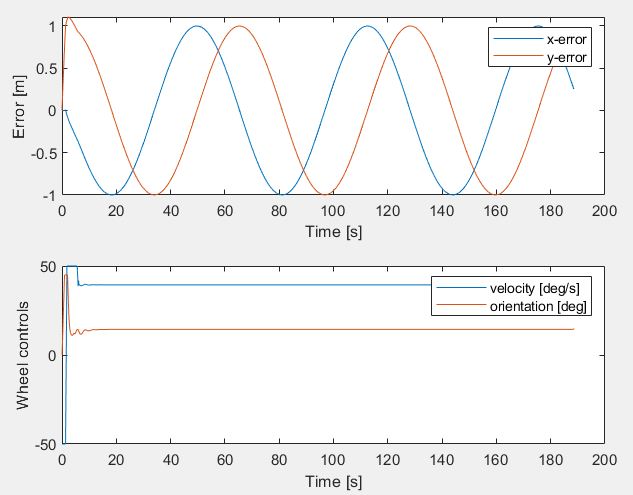 1
0.5
0
-0.5
-1
Error [m]
x-error
y-error
0 20 40 60 80 100 120 140 160 180 200
Time [s]
50
0
-50
Wheel controls
velocity [deg/s]
orientation [deg]
0 20 40 60 80 100 120 140 160 180 200
Time [s]